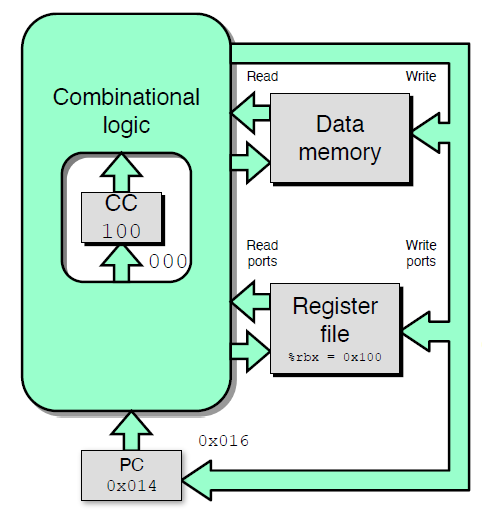 Combinational
logic
CC
100
000
Read
Write
Data
memory
Read
ports
Write
ports
Register
file
%rbx = 0x100
0x016
PC
0x014